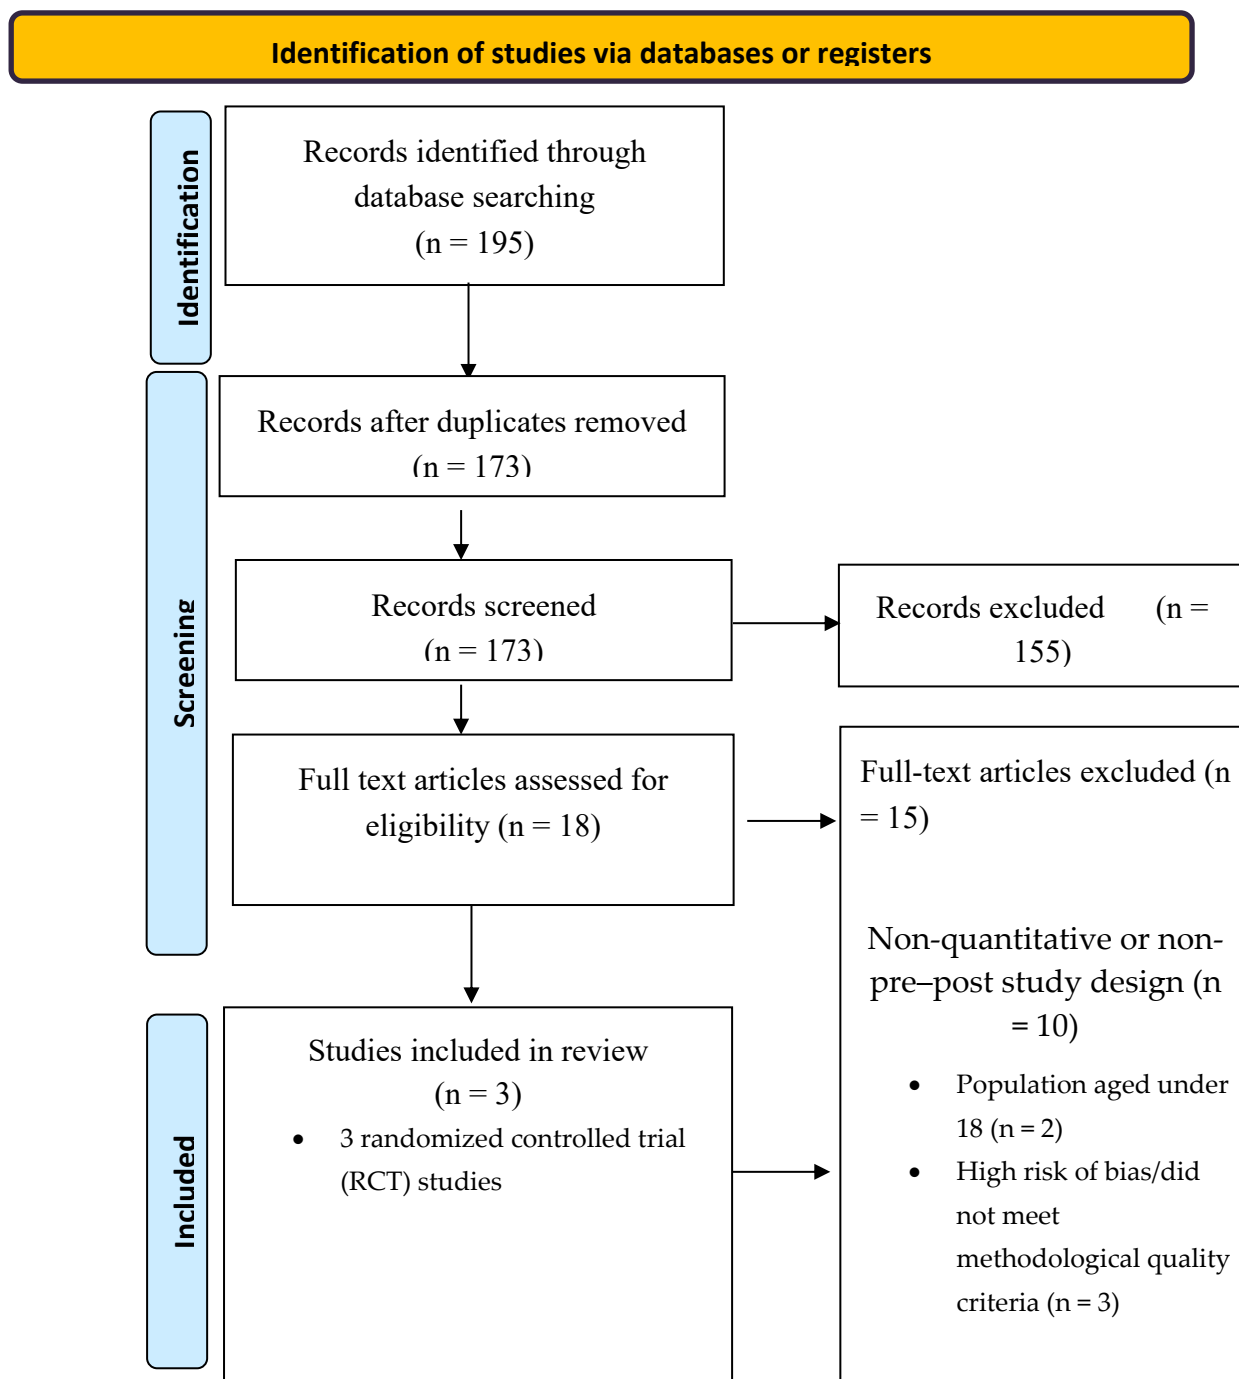 Identification of studies via databases or registers
Identification
Records identified through
database searching
(n = 195)
Screening
Records after duplicates removed
(n = 173)
Records screened
(n = 173)
Records excluded (n =
155)
Full text articles assessed for
eligibility (n = 18)
Full-text articles excluded (n
= 15)
Non-quantitative or non-
pre–post study design (n
= 10)
• Population aged under
18 (n = 2)
• High risk of bias/did
not meet
methodological quality
criteria (n = 3)
Included
Studies included in review
(n = 3)
• 3 randomized controlled trial
(RCT) studies